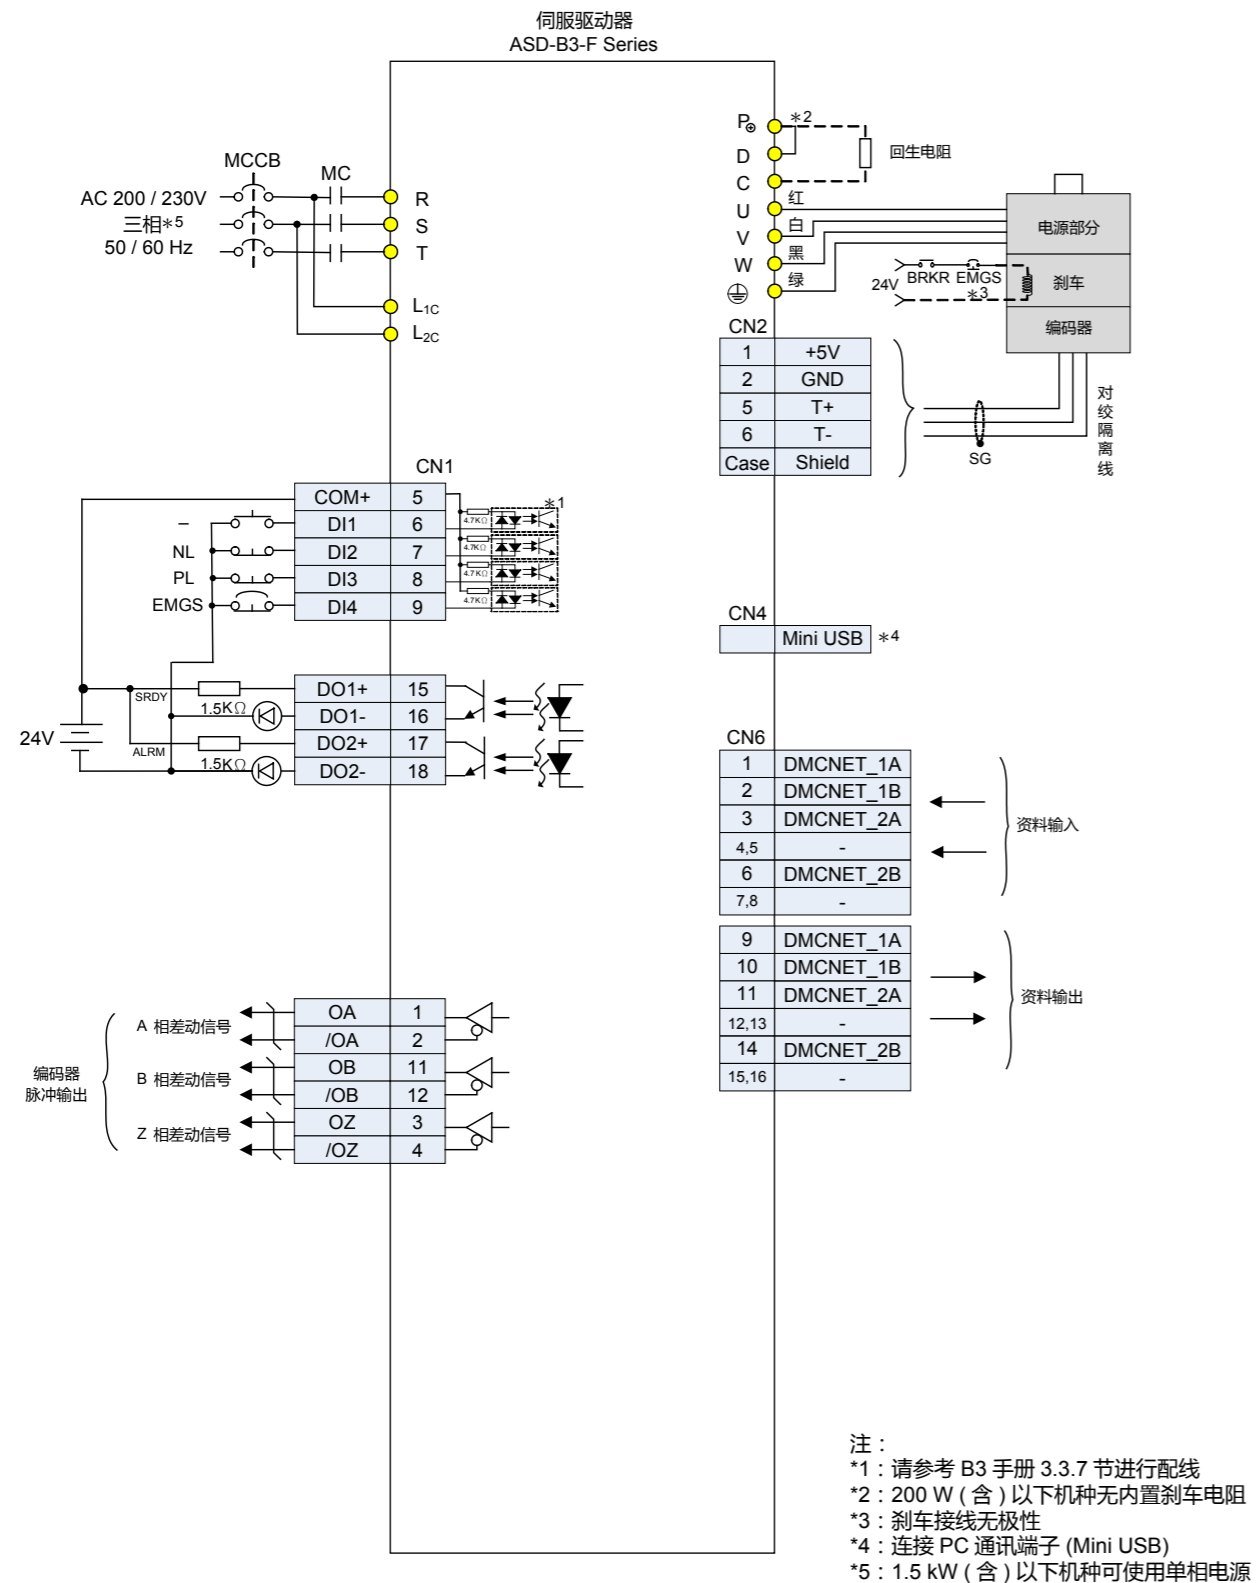 伺服驱动器
ASD-B3-F Series
MCCB
MC
AC 200 / 230V
三相*5
50 / 60 Hz
R
S
T
L1C
L2C
P⊕
*2
D
C
回生电阻
U
红
V
白
W
黑
绿
电源部分
24V
BRKR
EMGS
*3
刹车
编码器
CN2
1 +5V
2 GND
5 T+
6 T-
Case Shield
SG
对绞隔离线
CN1
COM+ 5
*1
– DI1 6
4.7KΩ
NL DI2 7
4.7KΩ
PL DI3 8
4.7KΩ
EMGS DI4 9
4.7KΩ
CN4
Mini USB *4
SRDY
DO1+ 15
1.5KΩ
DO1- 16
24V
ALRM
DO2+ 17
1.5KΩ
DO2- 18
CN6
1 DMCNET_1A
2 DMCNET_1B
3 DMCNET_2A
4,5 -
6 DMCNET_2B
7,8 -
资料输入
9 DMCNET_1A
10 DMCNET_1B
11 DMCNET_2A
12,13 -
14 DMCNET_2B
15,16 -
资料输出
编码器
脉冲输出
A 相差动信号
OA 1
/OA 2
B 相差动信号
OB 11
/OB 12
Z 相差动信号
OZ 3
/OZ 4
注：
*1：请参考 B3 手册 3.3.7 节进行配线
*2：200 W ( 含 ) 以下机种无内置刹车电阻
*3：刹车接线无极性
*4：连接 PC 通讯端子 (Mini USB)
*5：1.5 kW ( 含 ) 以下机种可使用单相电源